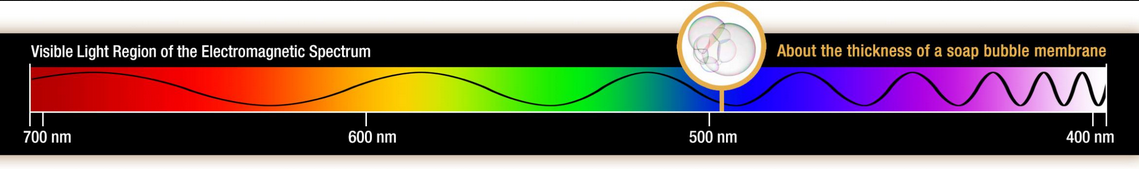 Visible Light Region of the Electromagnetic Spectrum
About the thickness of a soap bubble membrane
700 nm
600 nm
500 nm
400 nm